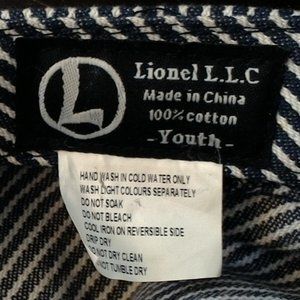 L
Lionel L.L.C
Made in China
100% cotton
- Youth -
HAND WASH IN COLD WATER ONLY
WASH LIGHT COLOURS SEPARATELY
DO NOT SOAK
DO NOT BLEACH
COOL IRON ON REVERSIBLE SIDE
DRIP DRY
DO NOT DRY CLEAN
DO NOT TUMBLE DRY